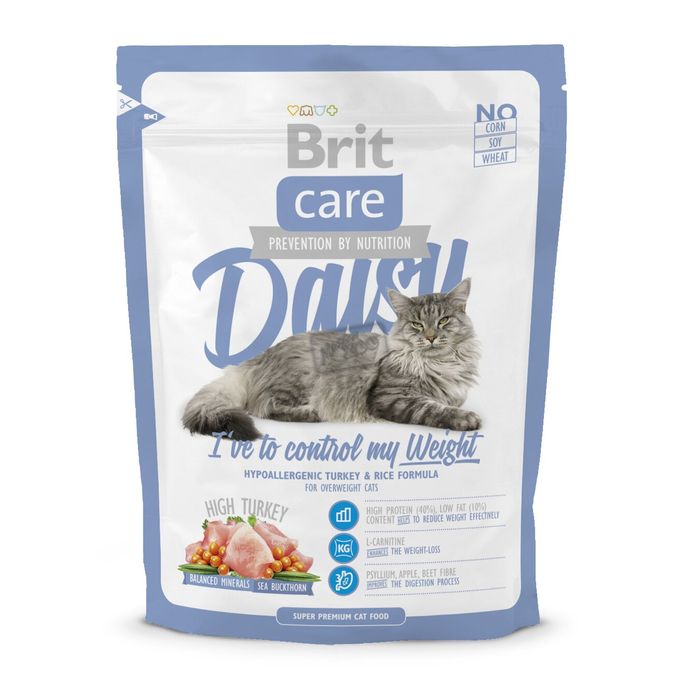 Brit
care
PREVENTION BY NUTRITION
NO
CORN
SOY
WHEAT
Daisy
I've to control my Weight
HYPOALLERGENIC TURKEY & RICE FORMULA
FOR OVERWEIGHT CATS
HIGH TURKEY
BALANCED MINERALS
SEA BUCKTHORN
HIGH PROTEIN (40%), LOW FAT (10%)
CONTENT HELPS TO REDUCE WEIGHT EFFECTIVELY
KG
L-CARNITINE
ENHANCES THE WEIGHT-LOSS
PSYLLIUM, APPLE, BEET FIBRE
IMPROVES THE DIGESTION PROCESS
SUPER PREMIUM CAT FOOD